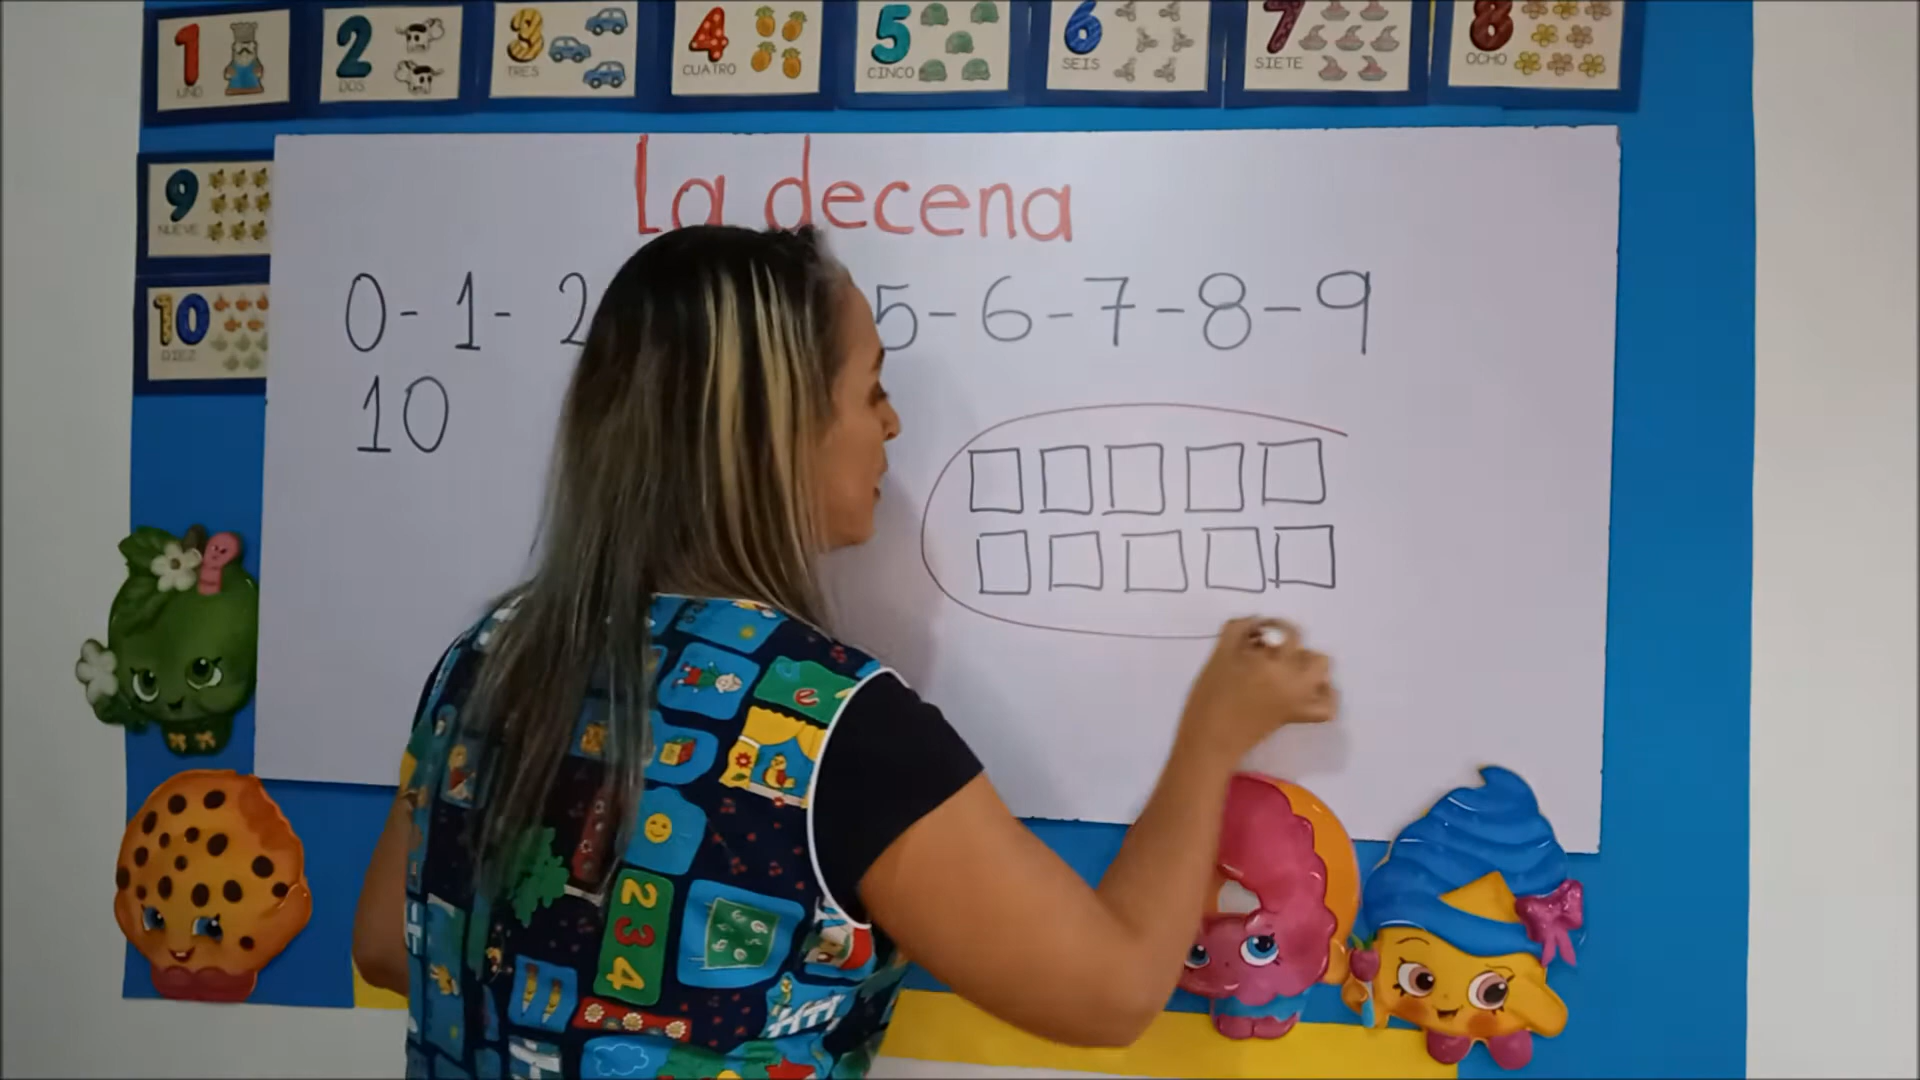 1 2 3 4 5 6 7 8
UNO DOS TRES CUATRO CINCO SEIS SIETE OCHO
9
NUEVE
10
DIEZ
La decena
0 - 1 - 2 5 - 6 - 7 - 8 - 9
10
e
2
3
4